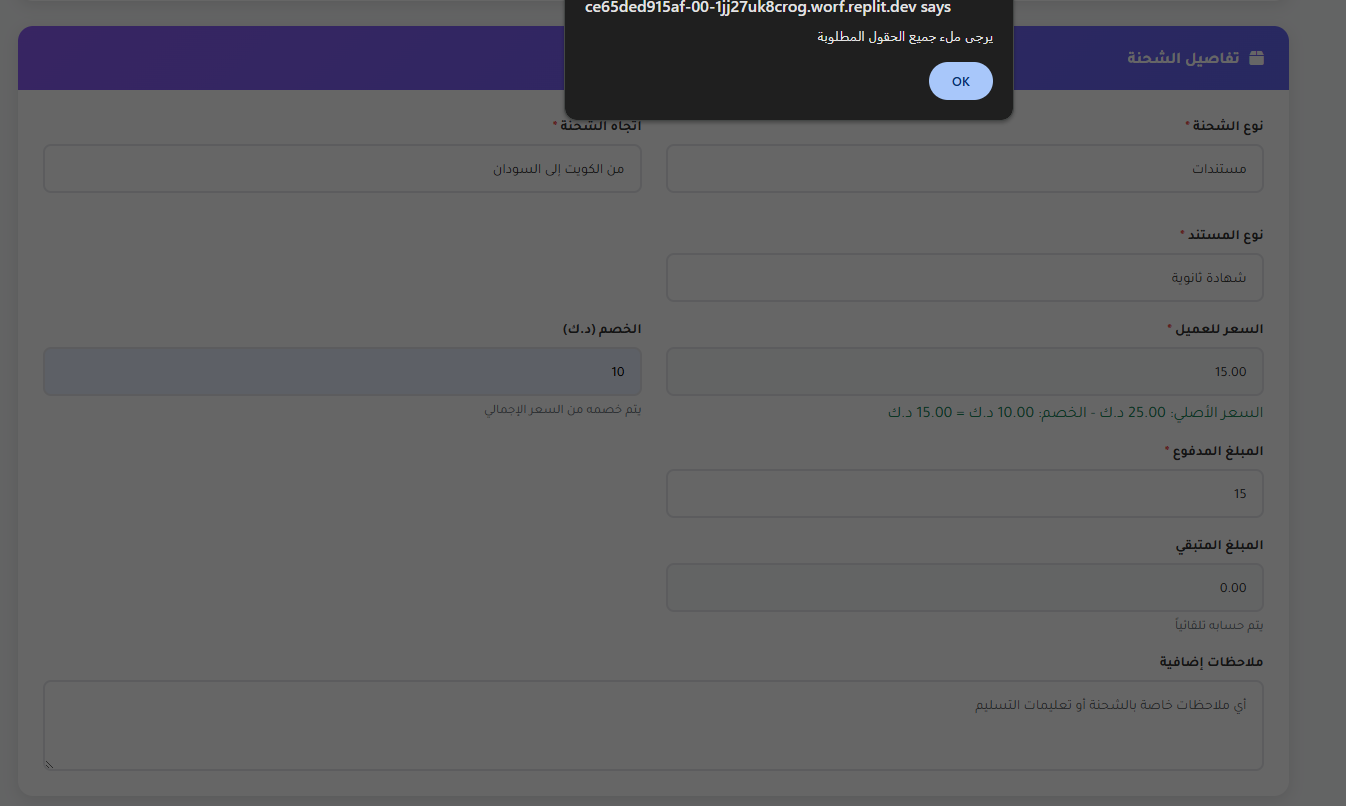 ce65ded915af-00-1jj27uk8crog.worf.replit.dev says
يرجى ملء جميع الحقول المطلوبة
OK
تفاصيل الشحنة
نوع الشحنة *
اتجاه الشحنة *
مستندات
من الكويت إلى السودان
نوع المستند *
شهادة ثانوية
السعر للعميل *
الخصم (د.ك)
15.00
10
السعر الأصلي: 25.00 د.ك - الخصم: 10.00 د.ك = 15.00 د.ك
يتم خصمه من السعر الإجمالي
المبلغ المدفوع *
15
المبلغ المتبقي
0.00
يتم حسابه تلقائياً
ملاحظات إضافية
أي ملاحظات خاصة بالشحنة أو تعليمات التسليم